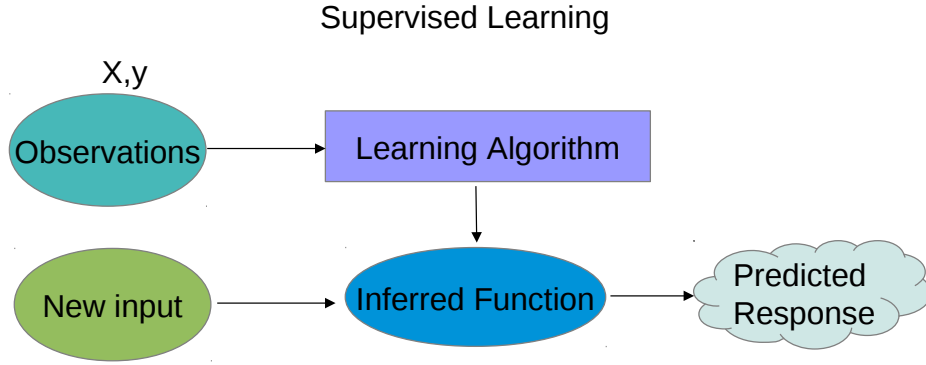 Supervised Learning
X,y
Observations
Learning Algorithm
New input
Inferred Function
Predicted
Response